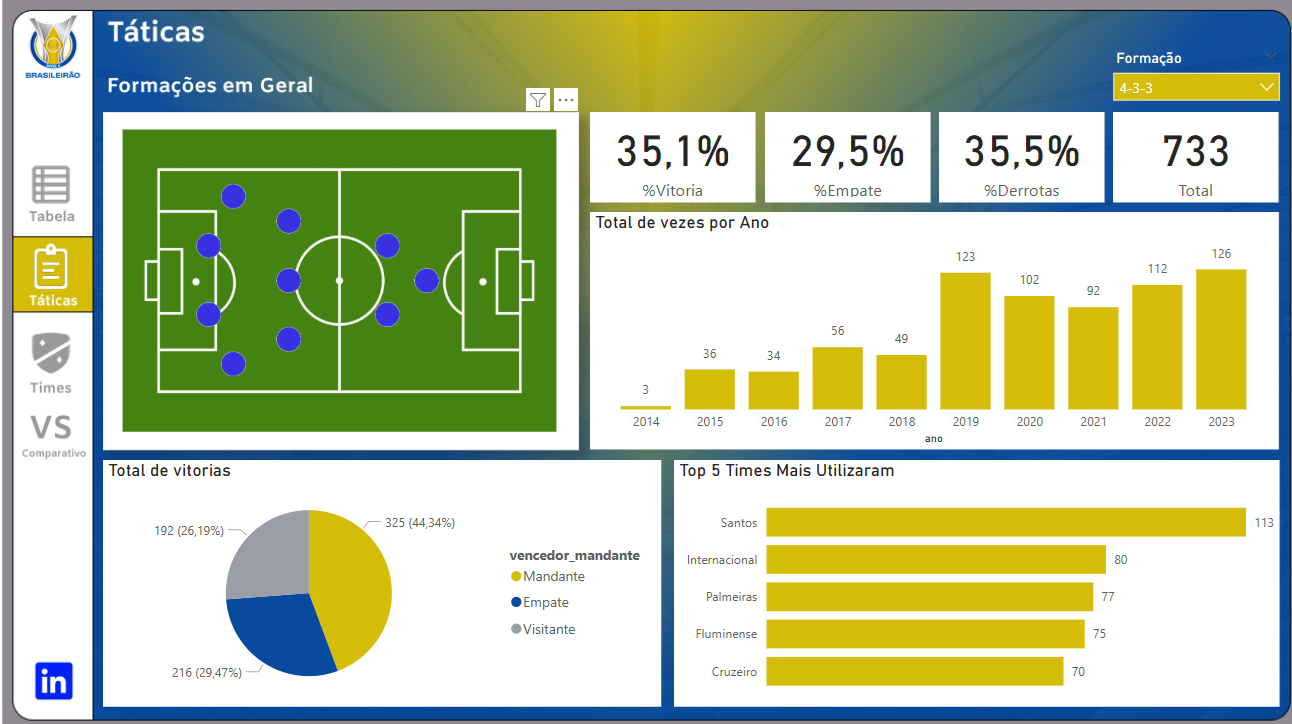 BRASILEIRÃO
Táticas
Formações em Geral
Formação
4-3-3
Tabela
Táticas
Times
VS
Comparativo
in
35,1%
%Vitoria
29,5%
%Empate
35,5%
%Derrotas
733
Total
Total de vezes por Ano
3
36
34
56
49
123
102
92
112
126
2014 2015 2016 2017 2018 2019 2020 2021 2022 2023
ano
Total de vitorias
192 (26,19%)
325 (44,34%)
216 (29,47%)
vencedor_mandante
Mandante
Empate
Visitante
Top 5 Times Mais Utilizaram
Santos 113
Internacional 80
Palmeiras 77
Fluminense 75
Cruzeiro 70